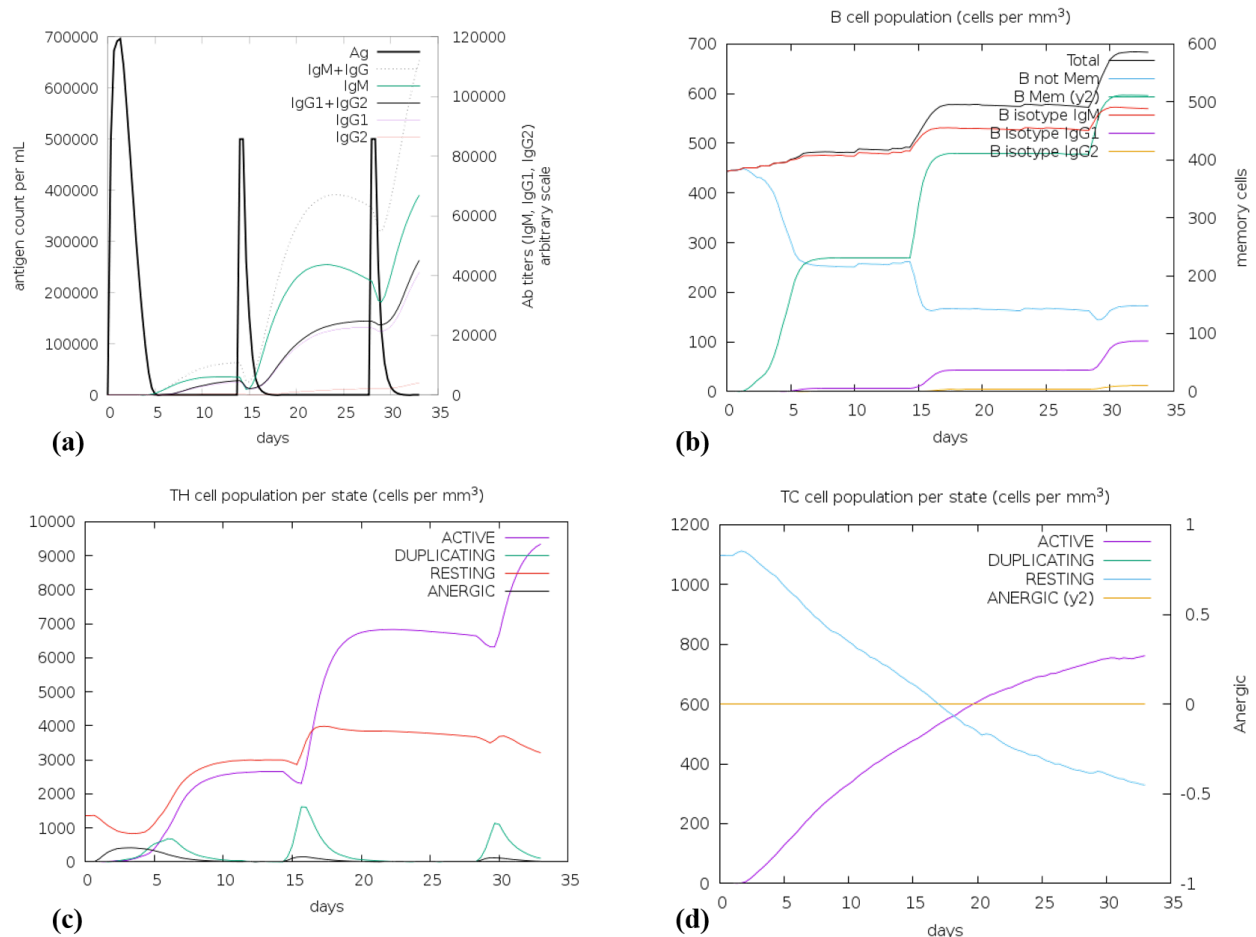 700000
600000
500000
400000
300000
200000
100000
0
0 5 10 15 20 25 30 35
days
antigen count per mL
Ag
IgM+IgG
IgM
IgG1+IgG2
IgG1
IgG2
120000
100000
80000
60000
40000
20000
0
Ab titers (IgM, IgG1, IgG2)
arbitrary scale
(a)
B cell population (cells per mm³)
700
600
500
400
300
200
100
0
0 5 10 15 20 25 30 35
days
Total
B not Mem
B Mem (y2)
B isotype IgM
B isotype IgG1
B isotype IgG2
600
500
400
300
200
100
0
memory cells
(b)
TH cell population per state (cells per mm³)
10000
9000
8000
7000
6000
5000
4000
3000
2000
1000
0
0 5 10 15 20 25 30 35
days
ACTIVE
DUPLICATING
RESTING
ANERGIC
(c)
TC cell population per state (cells per mm³)
1200
1000
800
600
400
200
0
0 5 10 15 20 25 30 35
days
ACTIVE
DUPLICATING
RESTING
ANERGIC (y2)
1
0.5
0
-0.5
-1
Anergic
(d)